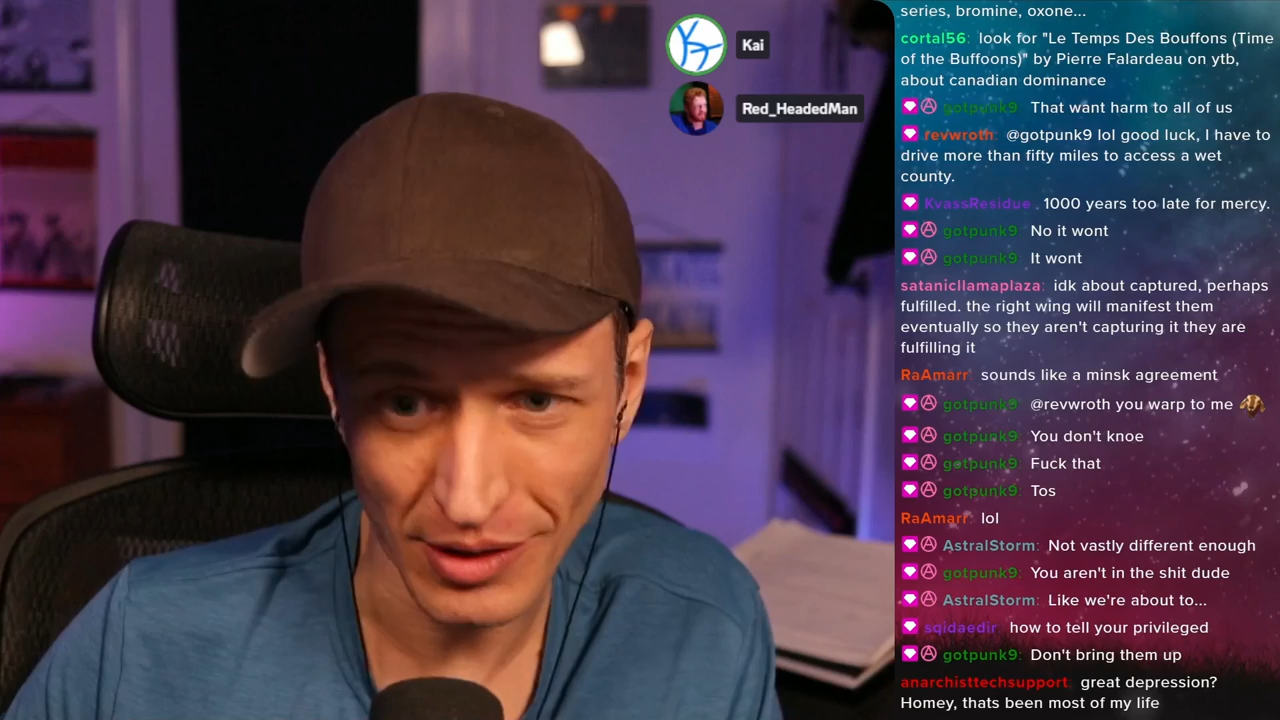 Kai
Red_HeadedMan
series, bromine, oxone...
cortal56: look for "Le Temps Des Bouffons (Time
of the Buffoons)" by Pierre Falardeau on ytb,
about canadian dominance
gotpunk9: That want harm to all of us
revwroth: @gotpunk9 lol good luck, I have to
drive more than fifty miles to access a wet
county.
KvassResidue: 1000 years too late for mercy.
gotpunk9: No it wont
gotpunk9: It wont
satanicllamaplaza: idk about captured, perhaps
fulfilled. the right wing will manifest them
eventually so they aren't capturing it they are
fulfilling it
RaAmarr: sounds like a minsk agreement
gotpunk9: @revwroth you warp to me
gotpunk9: You don't knoe
gotpunk9: Fuck that
gotpunk9: Tos
RaAmarr: lol
AstralStorm: Not vastly different enough
gotpunk9: You aren't in the shit dude
AstralStorm: Like we're about to...
sqidaedir: how to tell your privileged
gotpunk9: Don't bring them up
anarchisttechsupport: great depression?
Homey, thats been most of my life